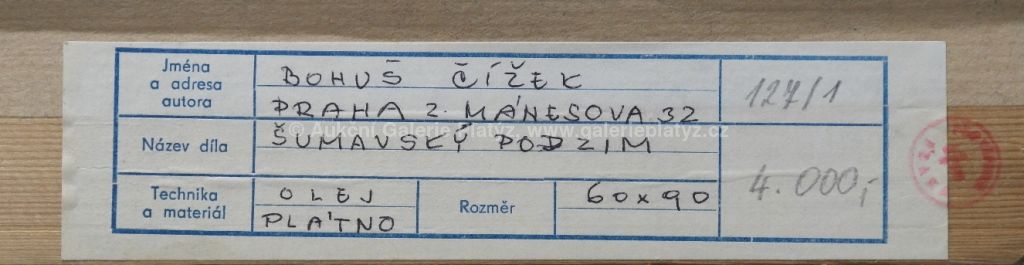 Jména
a adresa
autora
BOHUŠ ČÍŽEK
PRAHA 2. MÁNESOVA 32
127/1
© Aukční Galerie Platýz, www.galerieplatyz.cz
Název díla
ŠUMAVSKÝ PODZIM
4.000,-
Technika
a materiál
OLEJ
PLÁTNO
Rozměr
60x90